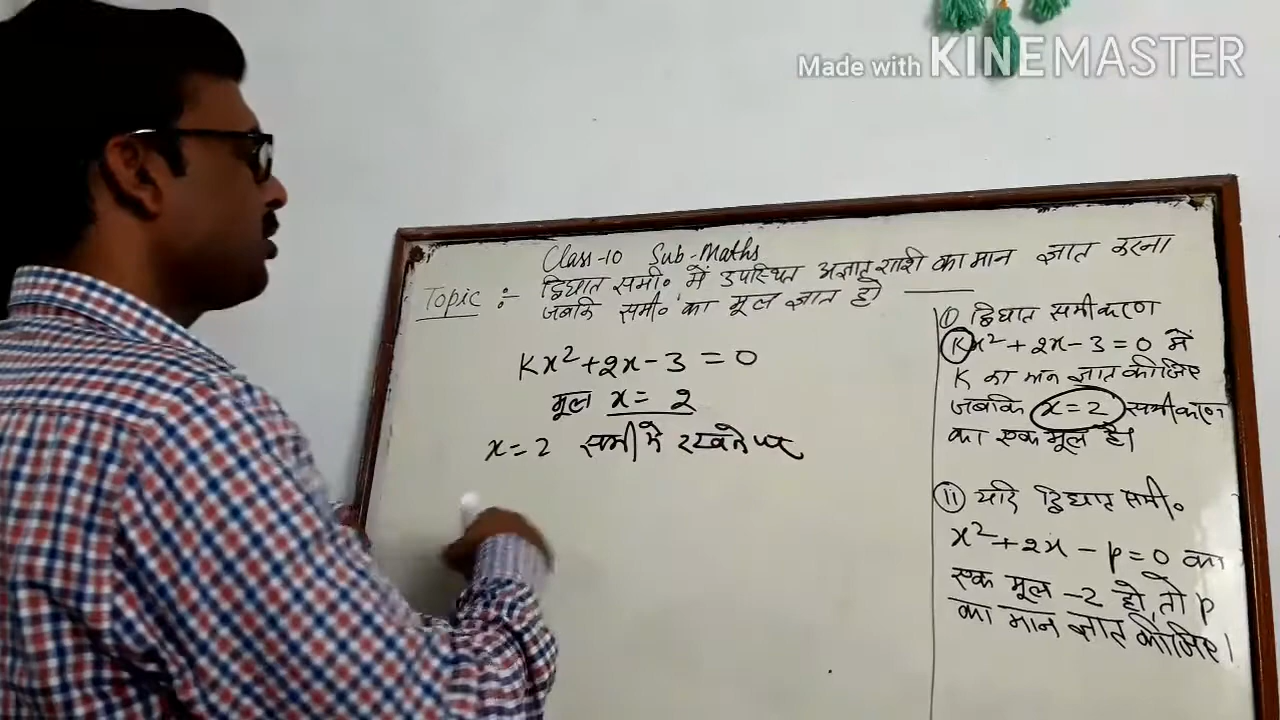 Made with KINEMASTER
Class-10 Sub-Maths
Topic :- द्विघात समी० में उपस्थित अज्ञात राशि का मान ज्ञात करना
जबकि समी० का मूल ज्ञात हो
Kx²+2x-3=0
मूल x=2
x=2 समी में रखने पर
(i) द्विघात समीकरण
Kx²+2x-3=0 में
K का मान ज्ञात कीजिए
जबकि x=2 समीकरण
का एक मूल है।
(ii) यदि द्विघात समी०
x²+2x-p=0 का
एक मूल -2 हो, तो p
का मान ज्ञात कीजिए।